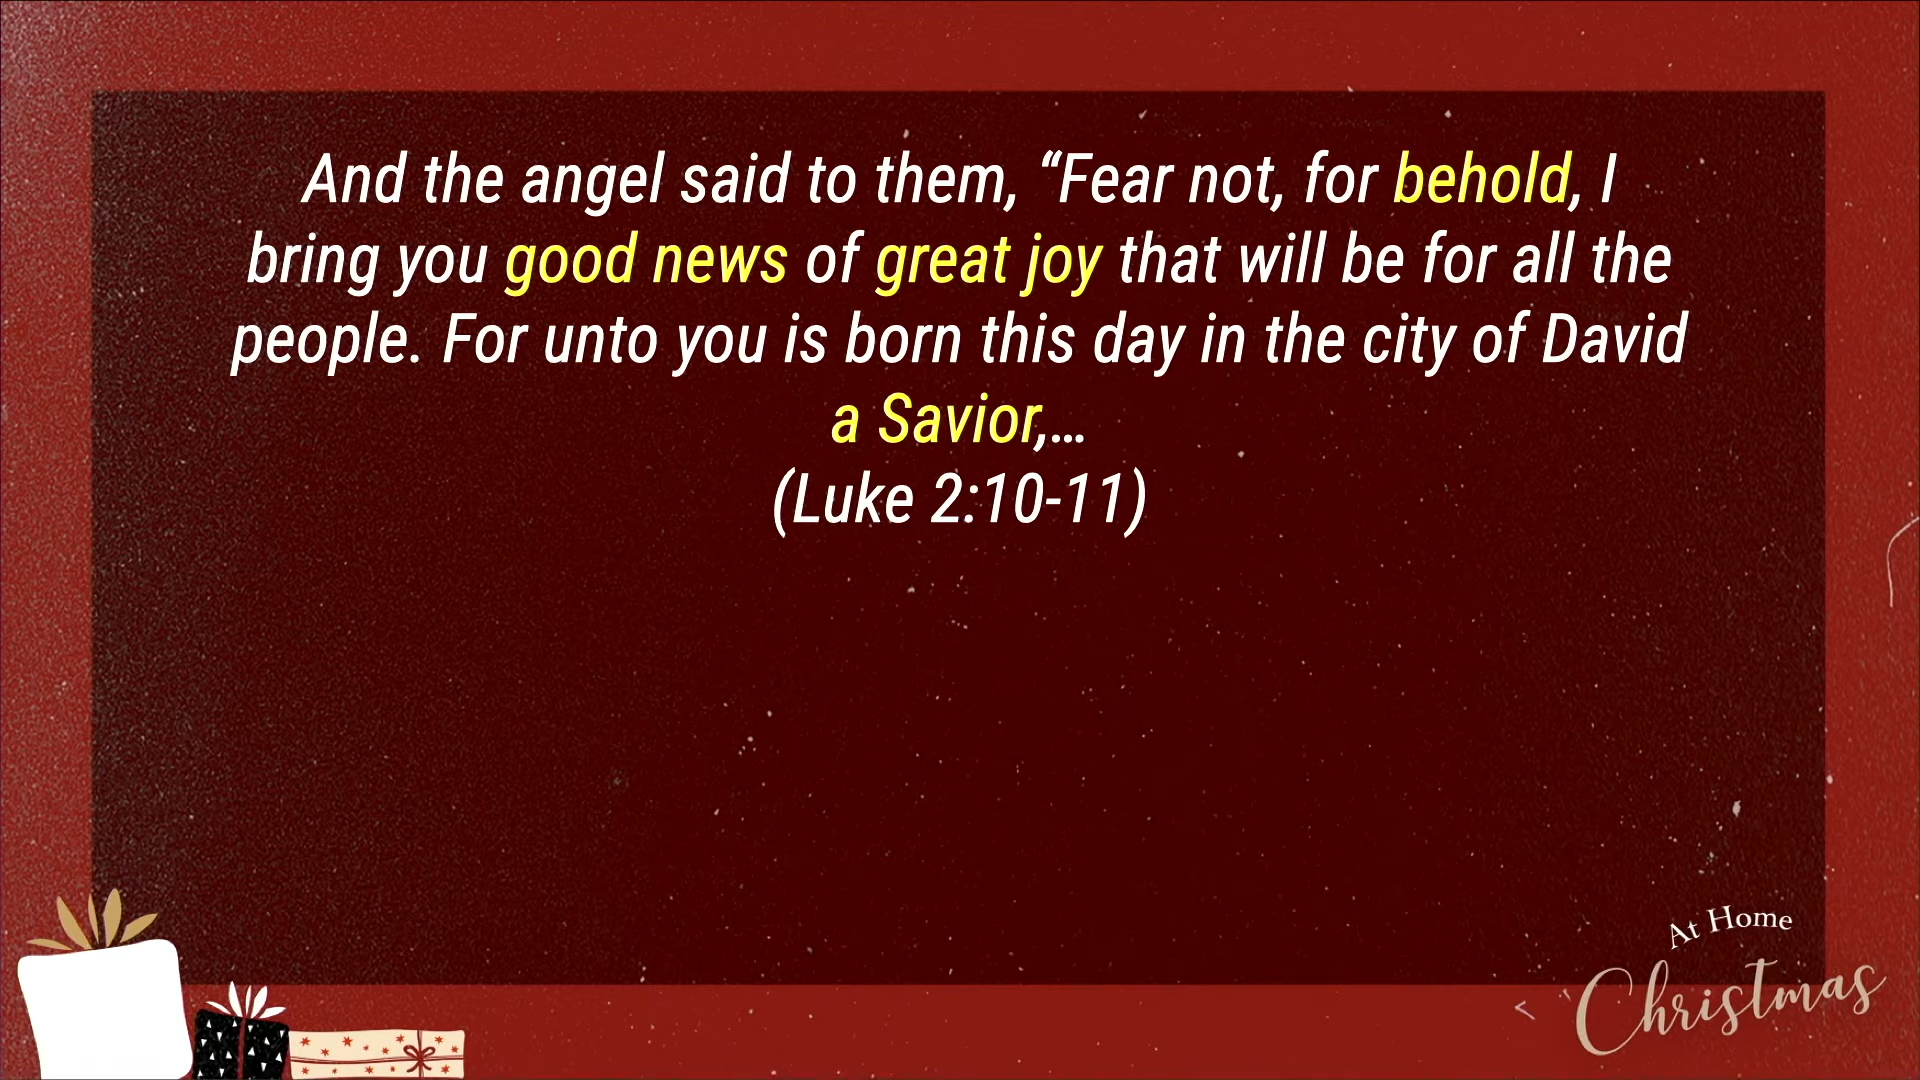 And the angel said to them, “Fear not, for behold, I
bring you good news of great joy that will be for all the
people. For unto you is born this day in the city of David
a Savior,…
(Luke 2:10-11)
At Home
Christmas